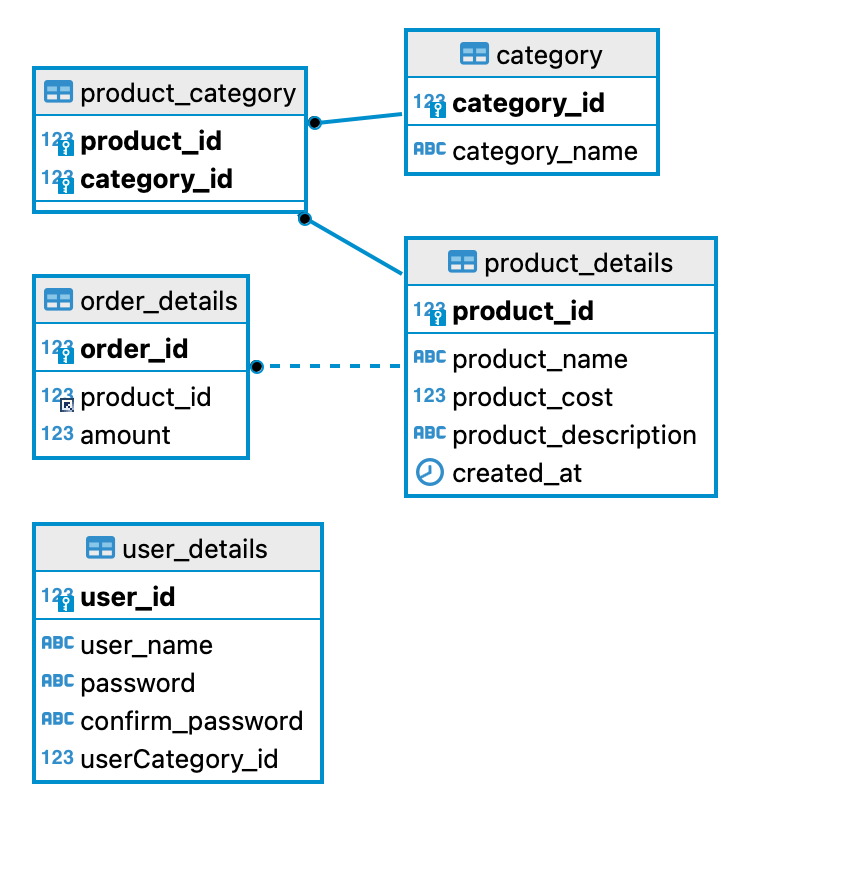 product_category
123 product_id
123 category_id
category
123 category_id
ABC category_name
order_details
123 order_id
123 product_id
123 amount
product_details
123 product_id
ABC product_name
123 product_cost
ABC product_description
created_at
user_details
123 user_id
ABC user_name
ABC password
ABC confirm_password
123 userCategory_id